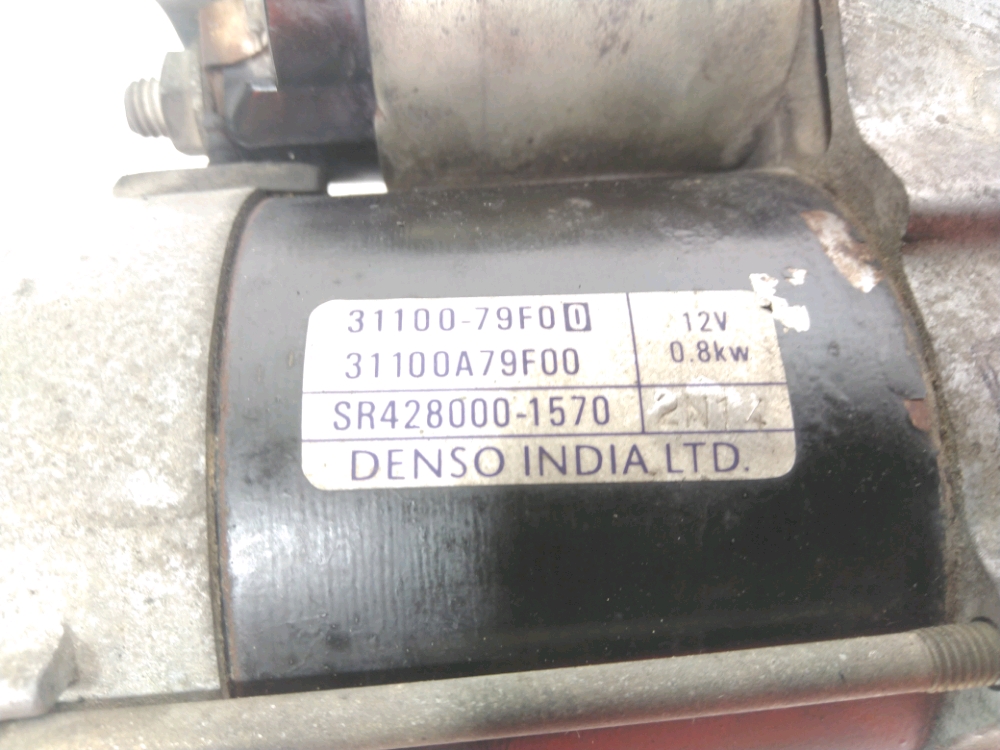 31100-79F00
12V
31100A79F00
0.8kw
SR428000-1570
DENSO INDIA LTD.